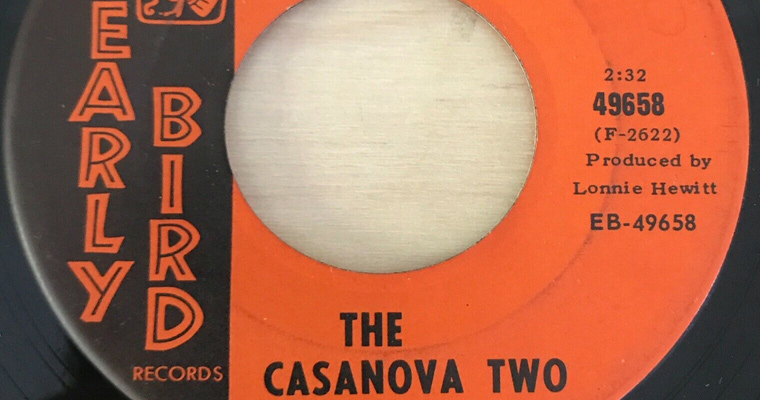 EARLY
BIRD
RECORDS
2:32
49658
(F-2622)
Produced by
Lonnie Hewitt
EB-49658
THE
CASANOVA TWO